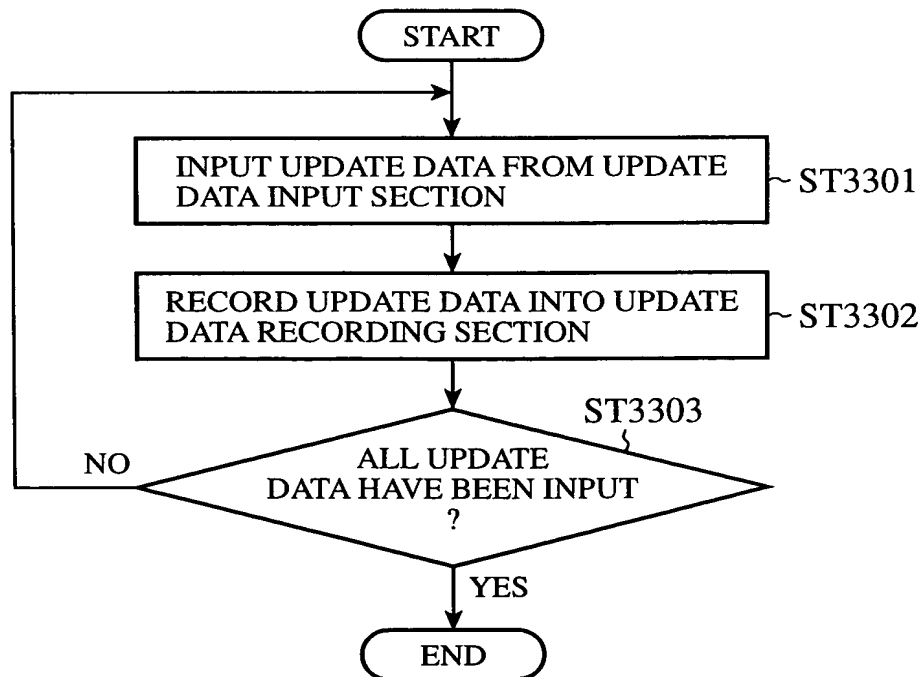 START
INPUT UPDATE DATA FROM UPDATE
DATA INPUT SECTION
ST3301
RECORD UPDATE DATA INTO UPDATE
DATA RECORDING SECTION
ST3302
ST3303
ALL UPDATE
DATA HAVE BEEN INPUT
?
NO
YES
END